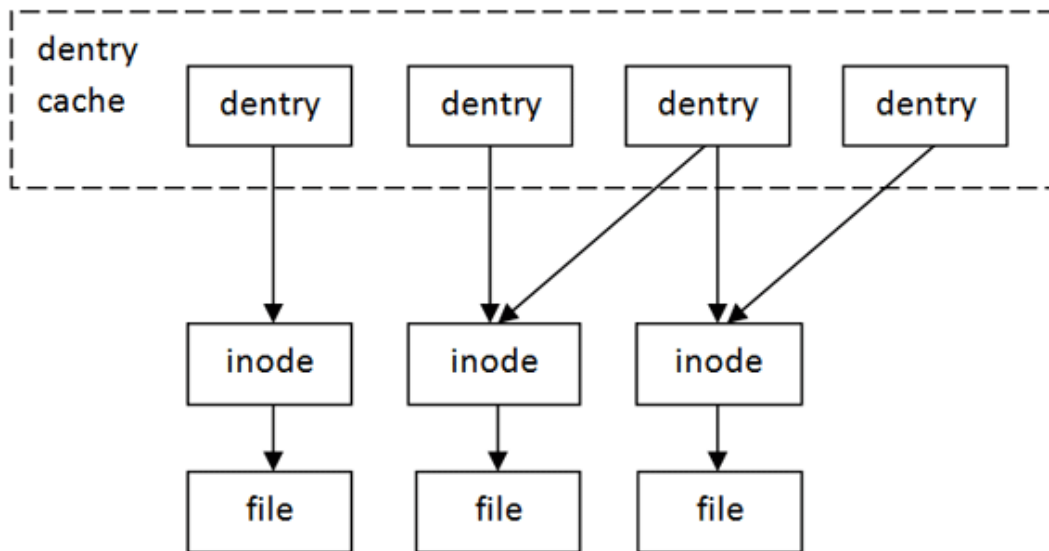 dentry
cache
dentry dentry dentry dentry
inode inode inode
file file file